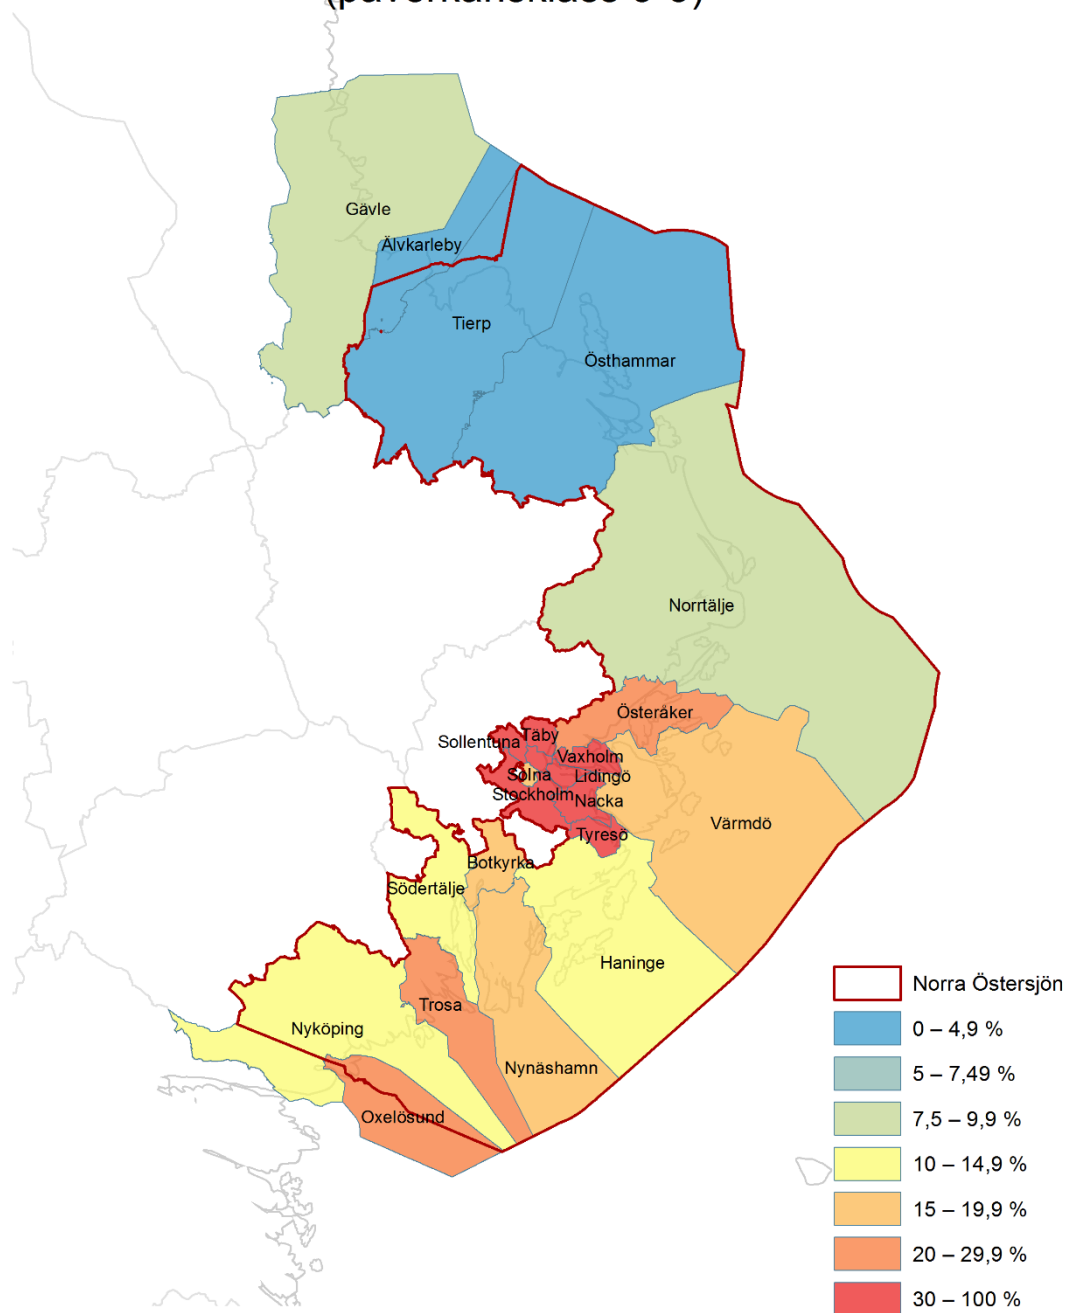 Gävle
Älvkarleby
Tierp
Östhammar
Norrtälje
Österåker
Täby
Sollentuna
Vaxholm
Solna
Lidingö
Stockholm
Nacka
Värmdö
Tyresö
Botkyrka
Södertälje
Haninge
Trosa
Nyköping
Nynäshamn
Oxelösund
Norra Östersjön
0 – 4,9 %
5 – 7,49 %
7,5 – 9,9 %
10 – 14,9 %
15 – 19,9 %
20 – 29,9 %
30 – 100 %